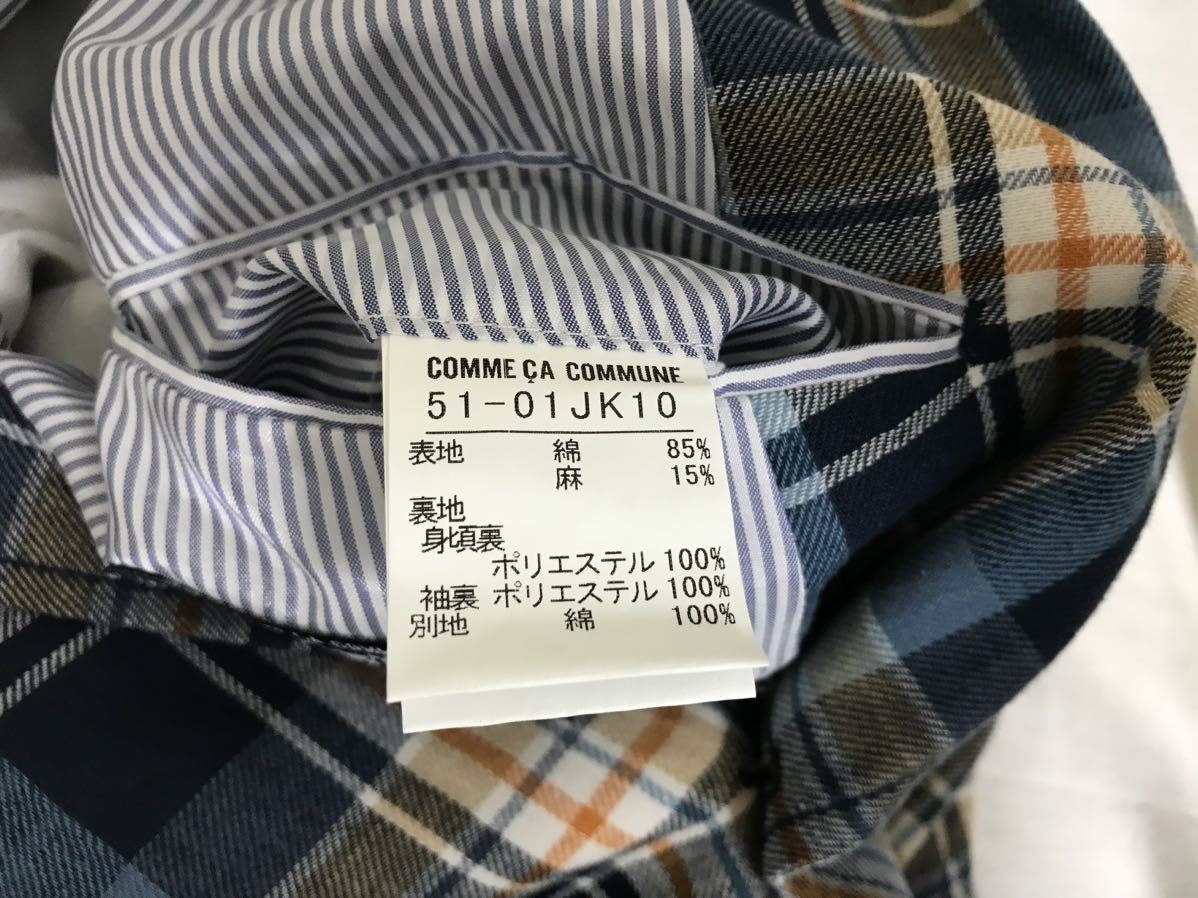 COMME ÇA COMMUNE
51-01JK10
表地 綿 85%
麻 15%
裏地
身頃裏
ポリエステル 100%
袖裏 ポリエステル 100%
別地 綿 100%